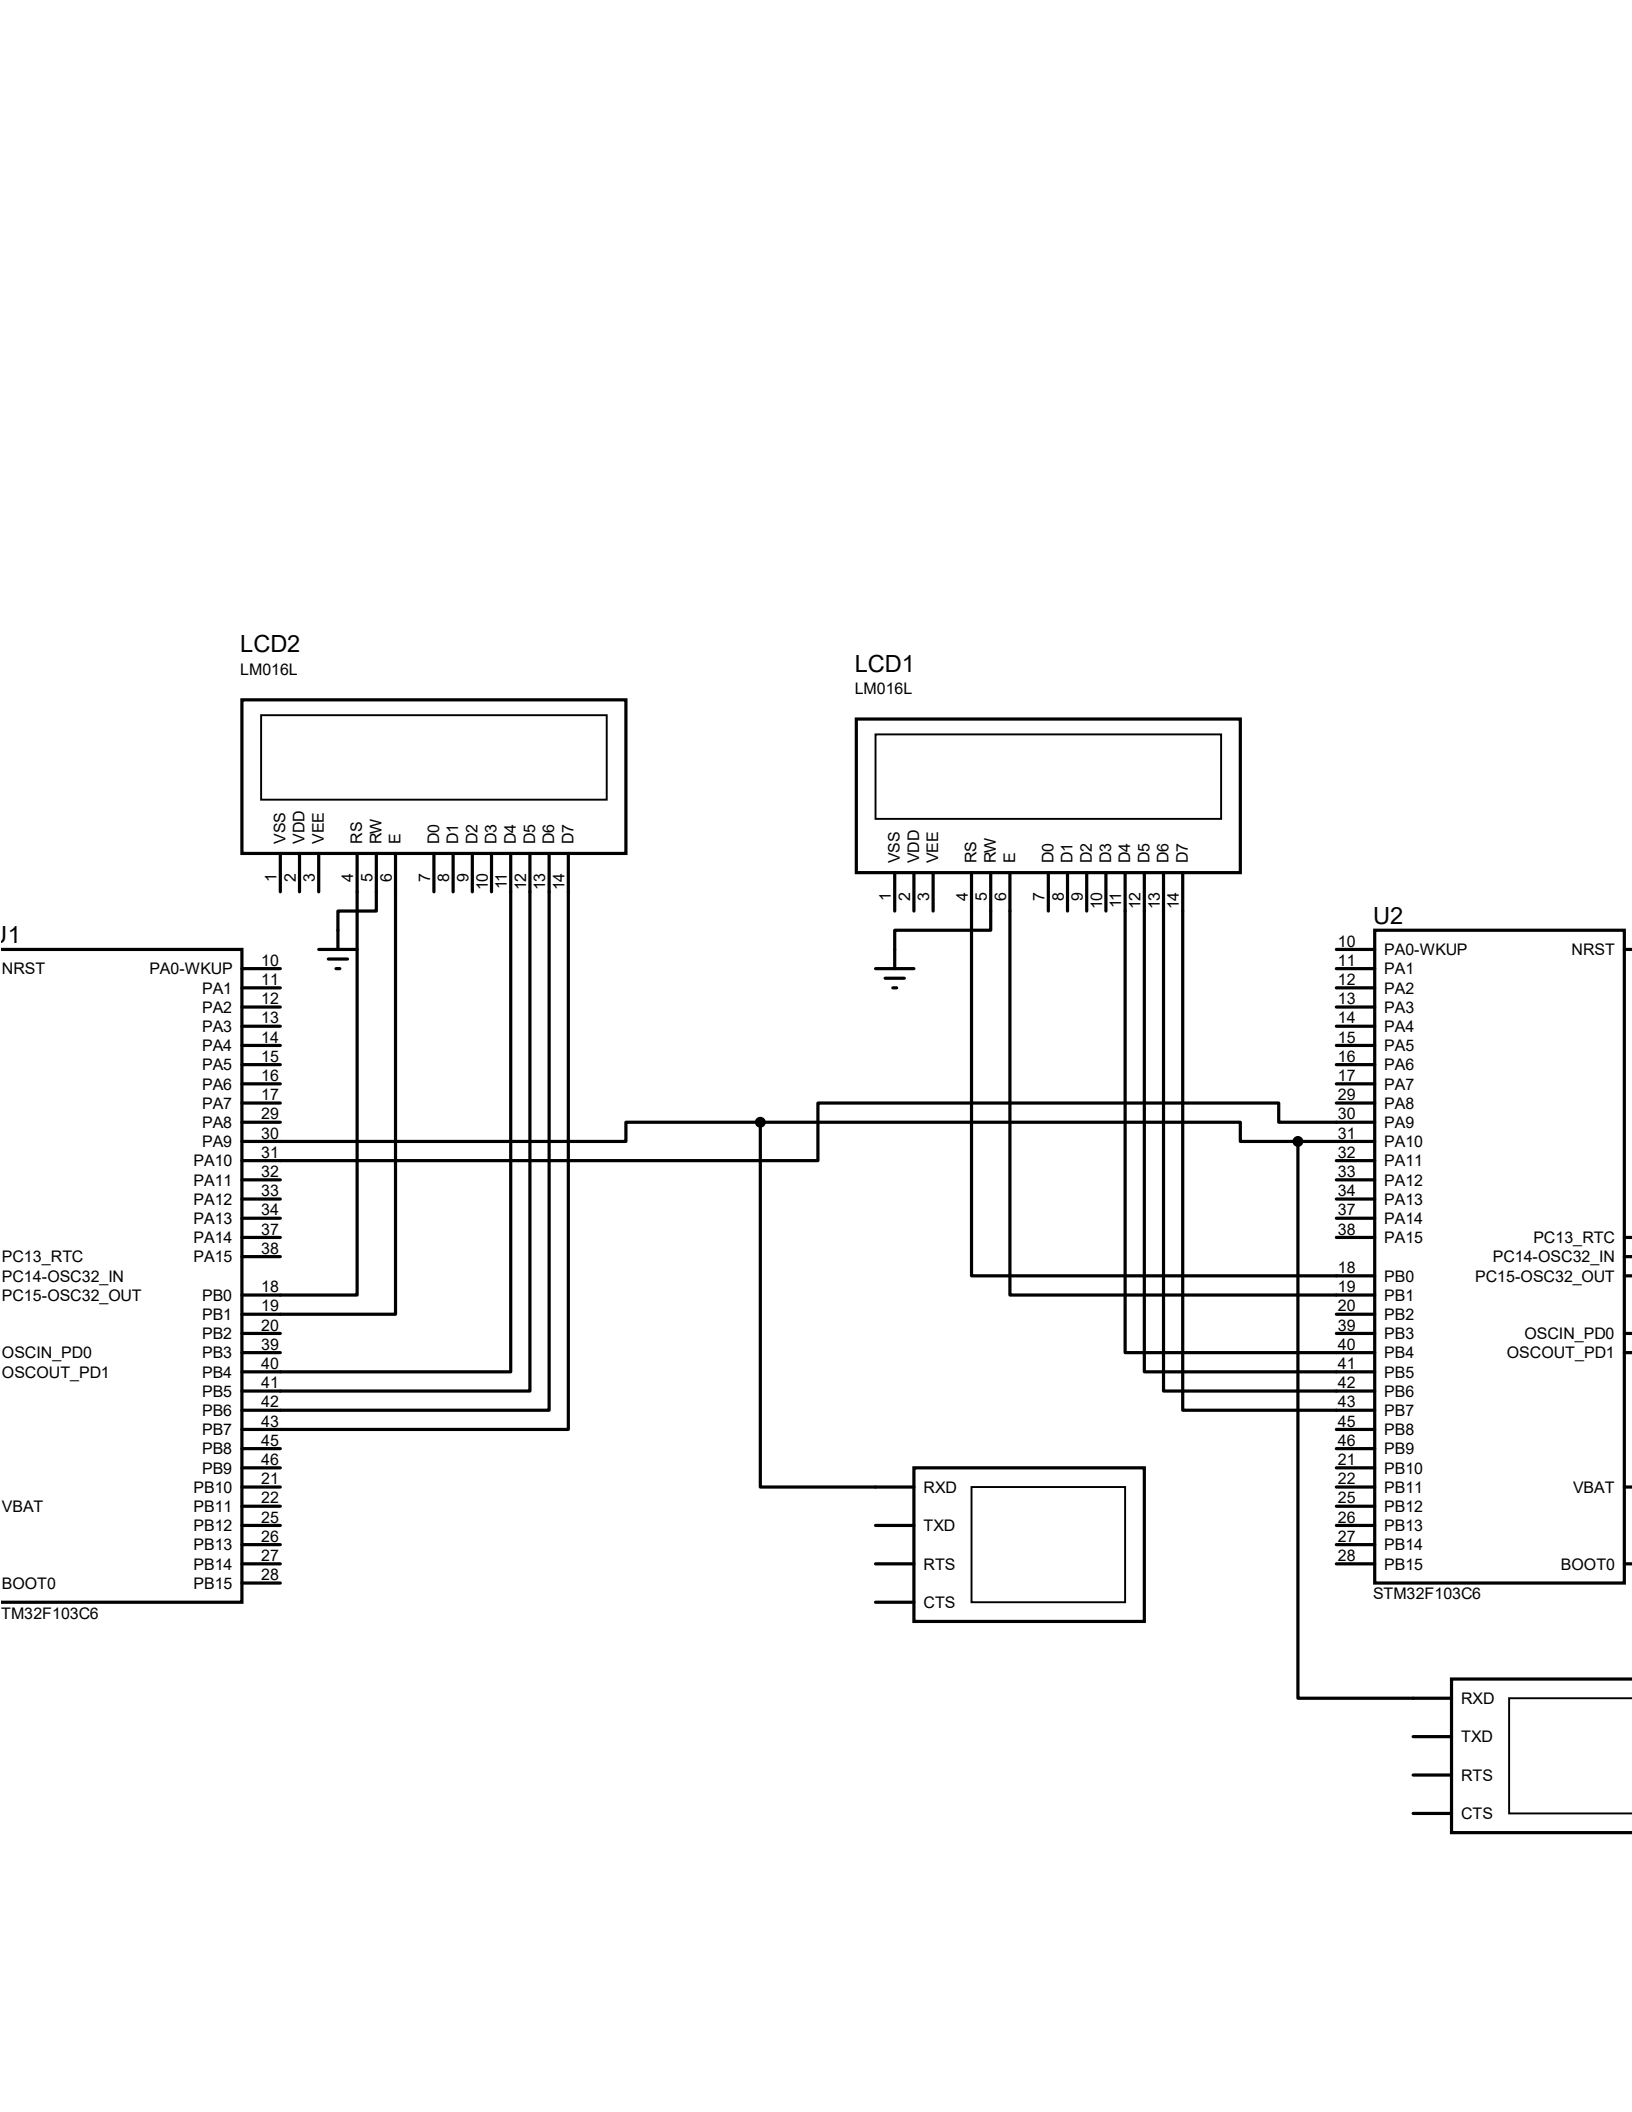 LCD2
LM016L
VSS
VDD
VEE
RS
RW
E
D0
D1
D2
D3
D4
D5
D6
D7
1
2
3
4
5
6
7
8
9
10
11
12
13
14
LCD1
LM016L
VSS
VDD
VEE
RS
RW
E
D0
D1
D2
D3
D4
D5
D6
D7
1
2
3
4
5
6
7
8
9
10
11
12
13
14
J1
NRST
PA0-WKUP 10
PA1 11
PA2 12
PA3 13
PA4 14
PA5 15
PA6 16
PA7 17
PA8 29
PA9 30
PA10 31
PA11 32
PA12 33
PA13 34
PA14 37
PC13_RTC PA15 38
PC14-OSC32_IN
PC15-OSC32_OUT PB0 18
PB1 19
PB2 20
OSCIN_PD0 PB3 39
OSCOUT_PD1 PB4 40
PB5 41
PB6 42
PB7 43
PB8 45
PB9 46
PB10 21
VBAT PB11 22
PB12 25
PB13 26
PB14 27
BOOT0 PB15 28
TM32F103C6
U2
10 PA0-WKUP NRST
11 PA1
12 PA2
13 PA3
14 PA4
15 PA5
16 PA6
17 PA7
29 PA8
30 PA9
31 PA10
32 PA11
33 PA12
34 PA13
37 PA14
38 PA15 PC13_RTC
PC14-OSC32_IN
18 PB0 PC15-OSC32_OUT
19 PB1
20 PB2
39 PB3 OSCIN_PD0
40 PB4 OSCOUT_PD1
41 PB5
42 PB6
43 PB7
45 PB8
46 PB9
21 PB10
22 PB11 VBAT
25 PB12
26 PB13
27 PB14
28 PB15 BOOT0
STM32F103C6
RXD
TXD
RTS
CTS
RXD
TXD
RTS
CTS